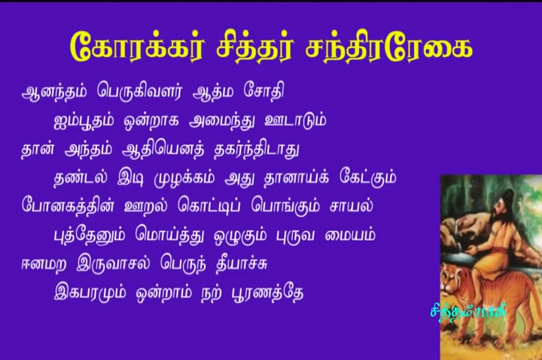 கோரக்கர் சித்தர் சந்திரரேகை
ஆனந்தம் பெருகிவளர் ஆத்ம சோதி
ஐம்பூதம் ஒன்றாக அமைந்து ஊடாடும்
தான் அந்தம் ஆதியெனத் தகர்ந்திடாது
தண்டல் இடி முழக்கம் அது தானாய்க் கேட்கும்
போனகத்தின் ஊறல் கொட்டிப் பொங்கும் சாயல்
புத்தேனும் மொய்த்து ஒழுகும் புருவ மையம்
ஈனமற இருவாசல் பெருந் தீயாச்சு
இகபரமும் ஒன்றாம் நற் பூரணத்தே